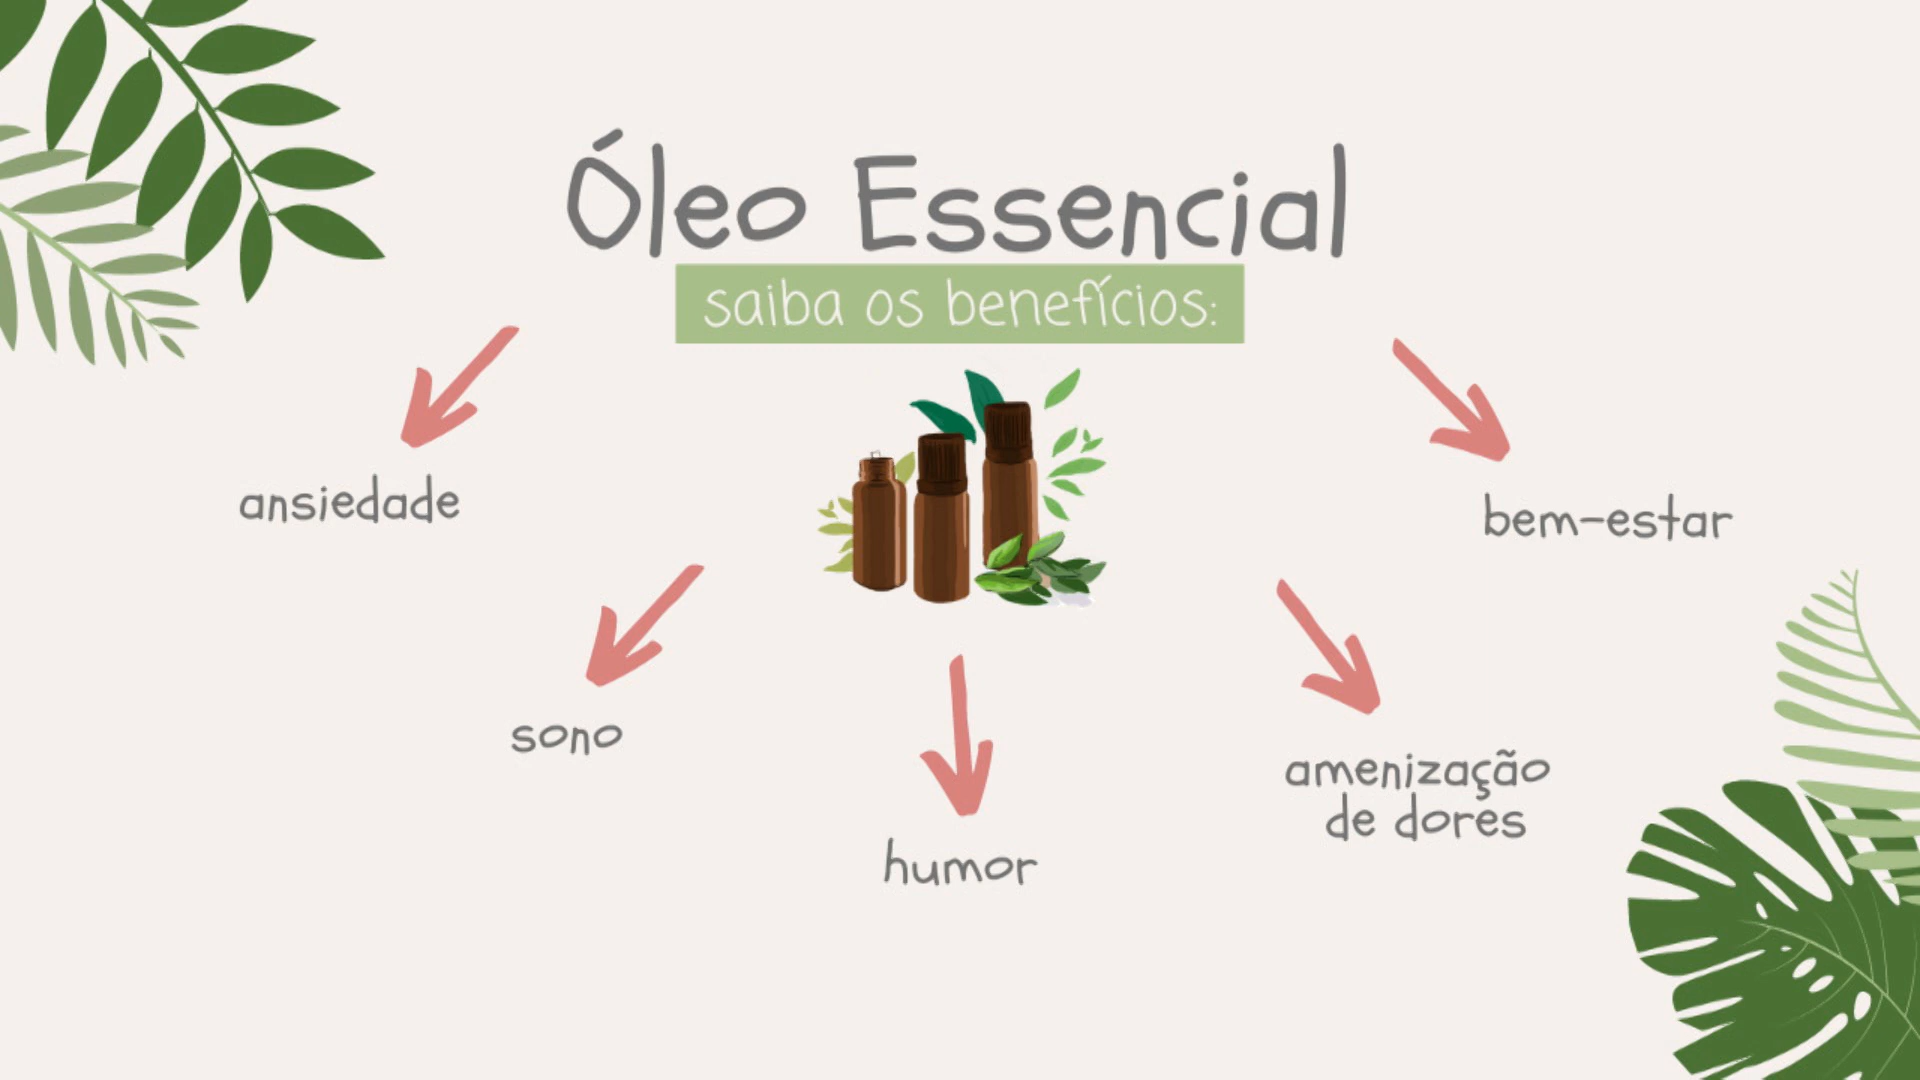 Óleo Essencial
saiba os benefícios:
ansiedade
bem-estar
sono
amenização
de dores
humor